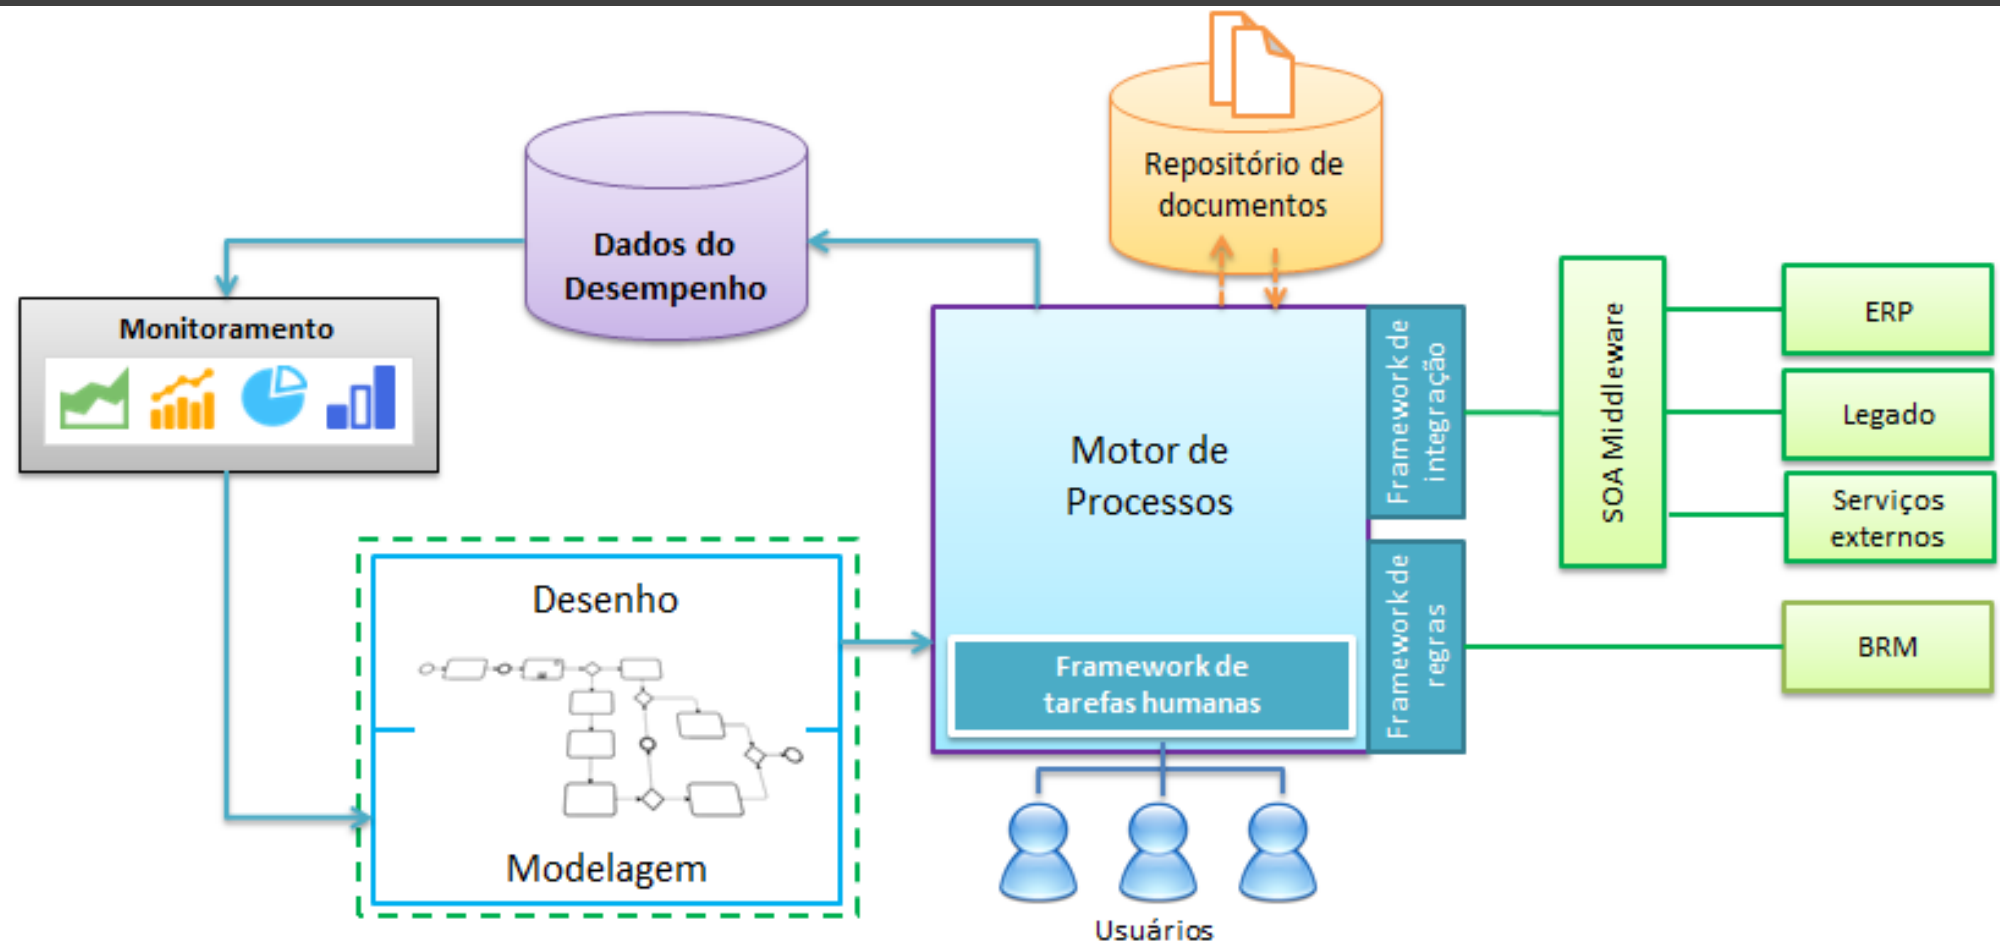 Repositório de
documentos
Dados do
Desempenho
Monitoramento
Motor de
Processos
Framework de
integração
SOA Middleware
ERP
Legado
Serviços
externos
Desenho
Modelagem
Framework de
tarefas humanas
Framework de
regras
BRM
Usuários